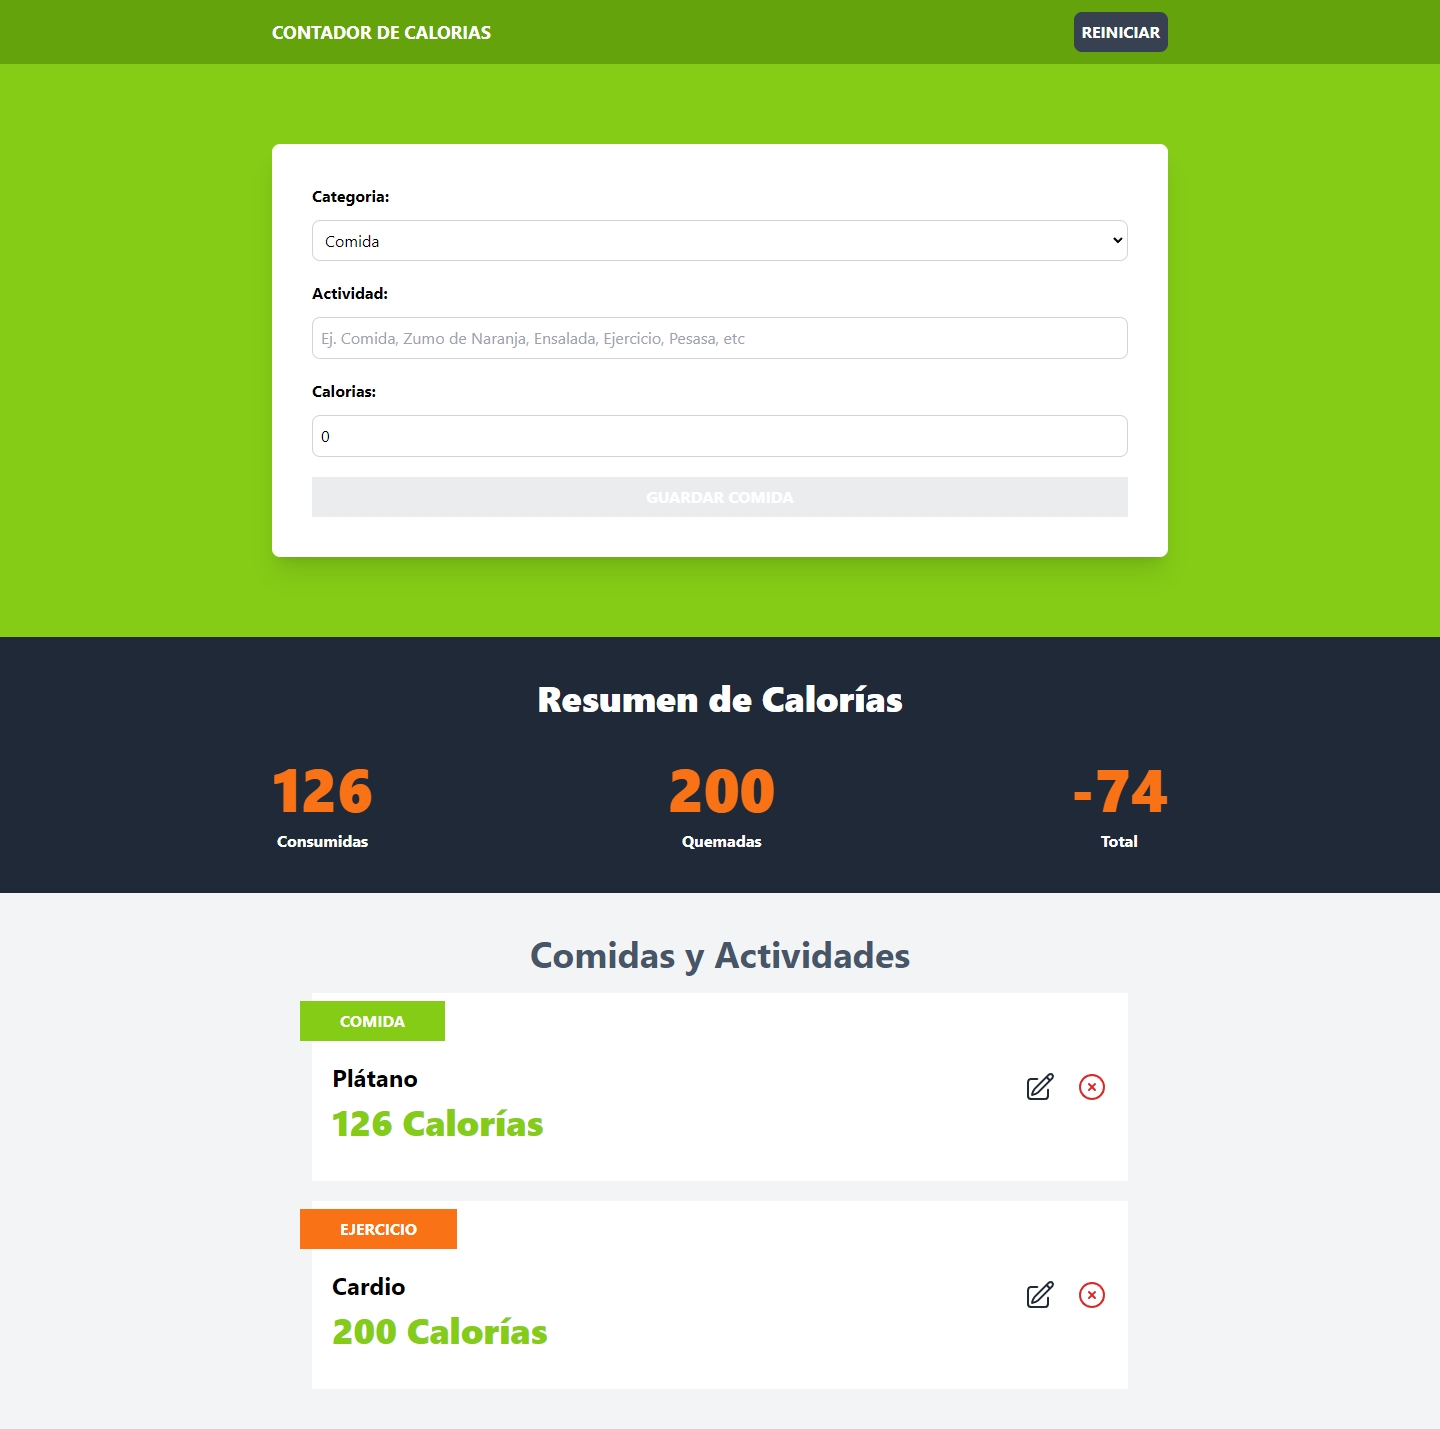 CONTADOR DE CALORIAS
REINICIAR
Categoria:
Comida
Actividad:
Ej. Comida, Zumo de Naranja, Ensalada, Ejercicio, Pesasa, etc
Calorias:
0
GUARDAR COMIDA
Resumen de Calorías
126 200 -74
Consumidas Quemadas Total
Comidas y Actividades
COMIDA
Plátano
126 Calorías
EJERCICIO
Cardio
200 Calorías